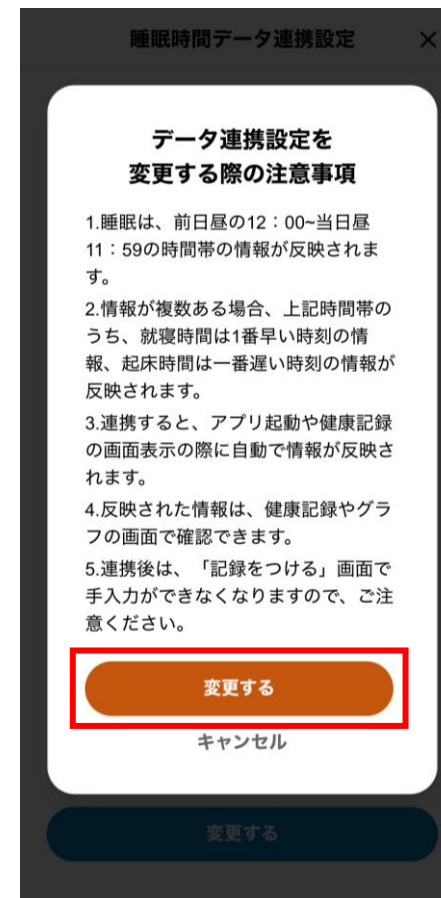 睡眠時間データ連携設定 ×
データ連携設定を
変更する際の注意事項
1.睡眠は、前日昼の12：00~当日昼
11：59の時間帯の情報が反映されま
す。
2.情報が複数ある場合、上記時間帯の
うち、就寝時間は1番早い時刻の情
報、起床時間は一番遅い時刻の情報が
反映されます。
3.連携すると、アプリ起動や健康記録
の画面表示の際に自動で情報が反映さ
れます。
4.反映された情報は、健康記録やグラ
フの画面で確認できます。
5.連携後は、「記録をつける」画面で
手入力ができなくなりますので、ご注
意ください。
変更する
キャンセル
変更する